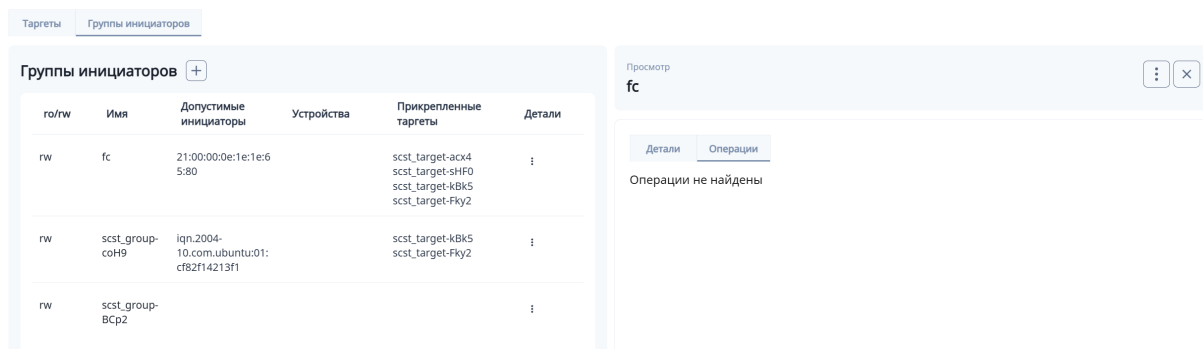 Таргеты
Группы инициаторов
Группы инициаторов
ro/rw
Имя
Допустимые
инициаторы
Устройства
Прикрепленные
таргеты
Детали
rw
fc
21:00:00:0e:1e:1e:6
5:80
scst_target-acx4
scst_target-sHF0
scst_target-kBk5
scst_target-Fky2
rw
scst_group-
coH9
iqn.2004-
10.com.ubuntu:01:
cf82f14213f1
scst_target-kBk5
scst_target-Fky2
rw
scst_group-
BCp2
Просмотр
fc
Детали
Операции
Операции не найдены